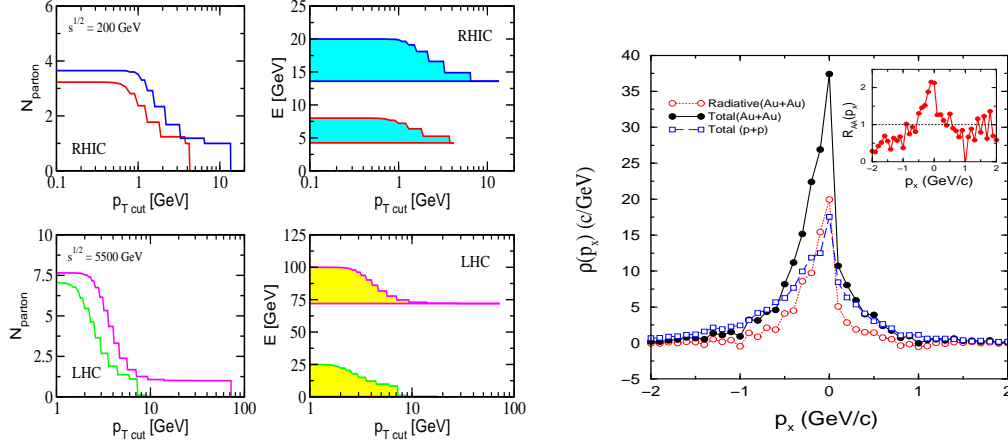 s^1/2 = 200 GeV
N_parton
6
4
2
0
RHIC
0.1 1 10
p_T cut [GeV]
E [GeV]
25
20
15
10
5
0
RHIC
0.1 1 10
p_T cut [GeV]
s^1/2 = 5500 GeV
N_parton
10
7.5
5
2.5
0
LHC
1 10 100
p_T cut [GeV]
E [GeV]
125
100
75
50
25
0
LHC
1 10 100
p_T cut [GeV]
ρ(p_x) (c/GeV)
40
35
30
25
20
15
10
5
0
−5
Radiative(Au+Au)
Total(Au+Au)
Total (p+p)
R_AA(p_x)
2
1
0
−2 −1 0 1 2
p_x (GeV/c)
−2 −1 0 1 2
p_x (GeV/c)